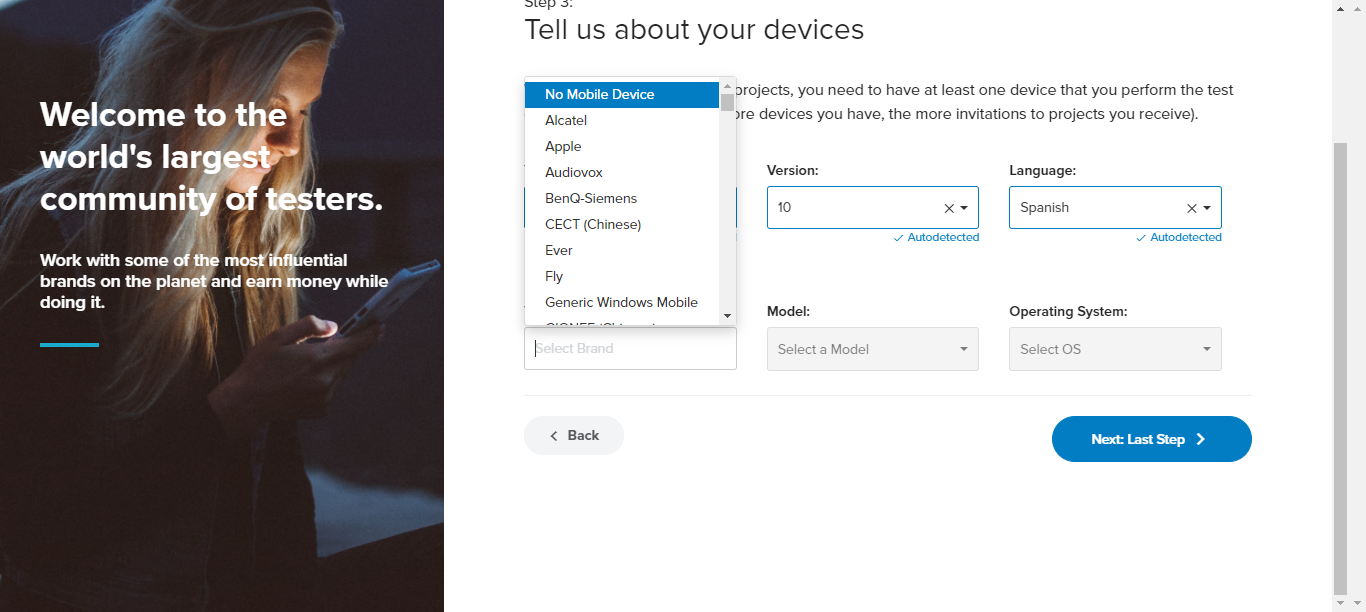 Welcome to the
world's largest
community of testers.
Work with some of the most influential
brands on the planet and earn money while
doing it.
Step 3:
Tell us about your devices
projects, you need to have at least one device that you perform the test
ore devices you have, the more invitations to projects you receive).
No Mobile Device
Alcatel
Apple
Audiovox
BenQ-Siemens
CECT (Chinese)
Ever
Fly
Generic Windows Mobile
Version:
10
Autodetected
Language:
Spanish
Autodetected
Select Brand
Model:
Select a Model
Operating System:
Select OS
Back
Next: Last Step